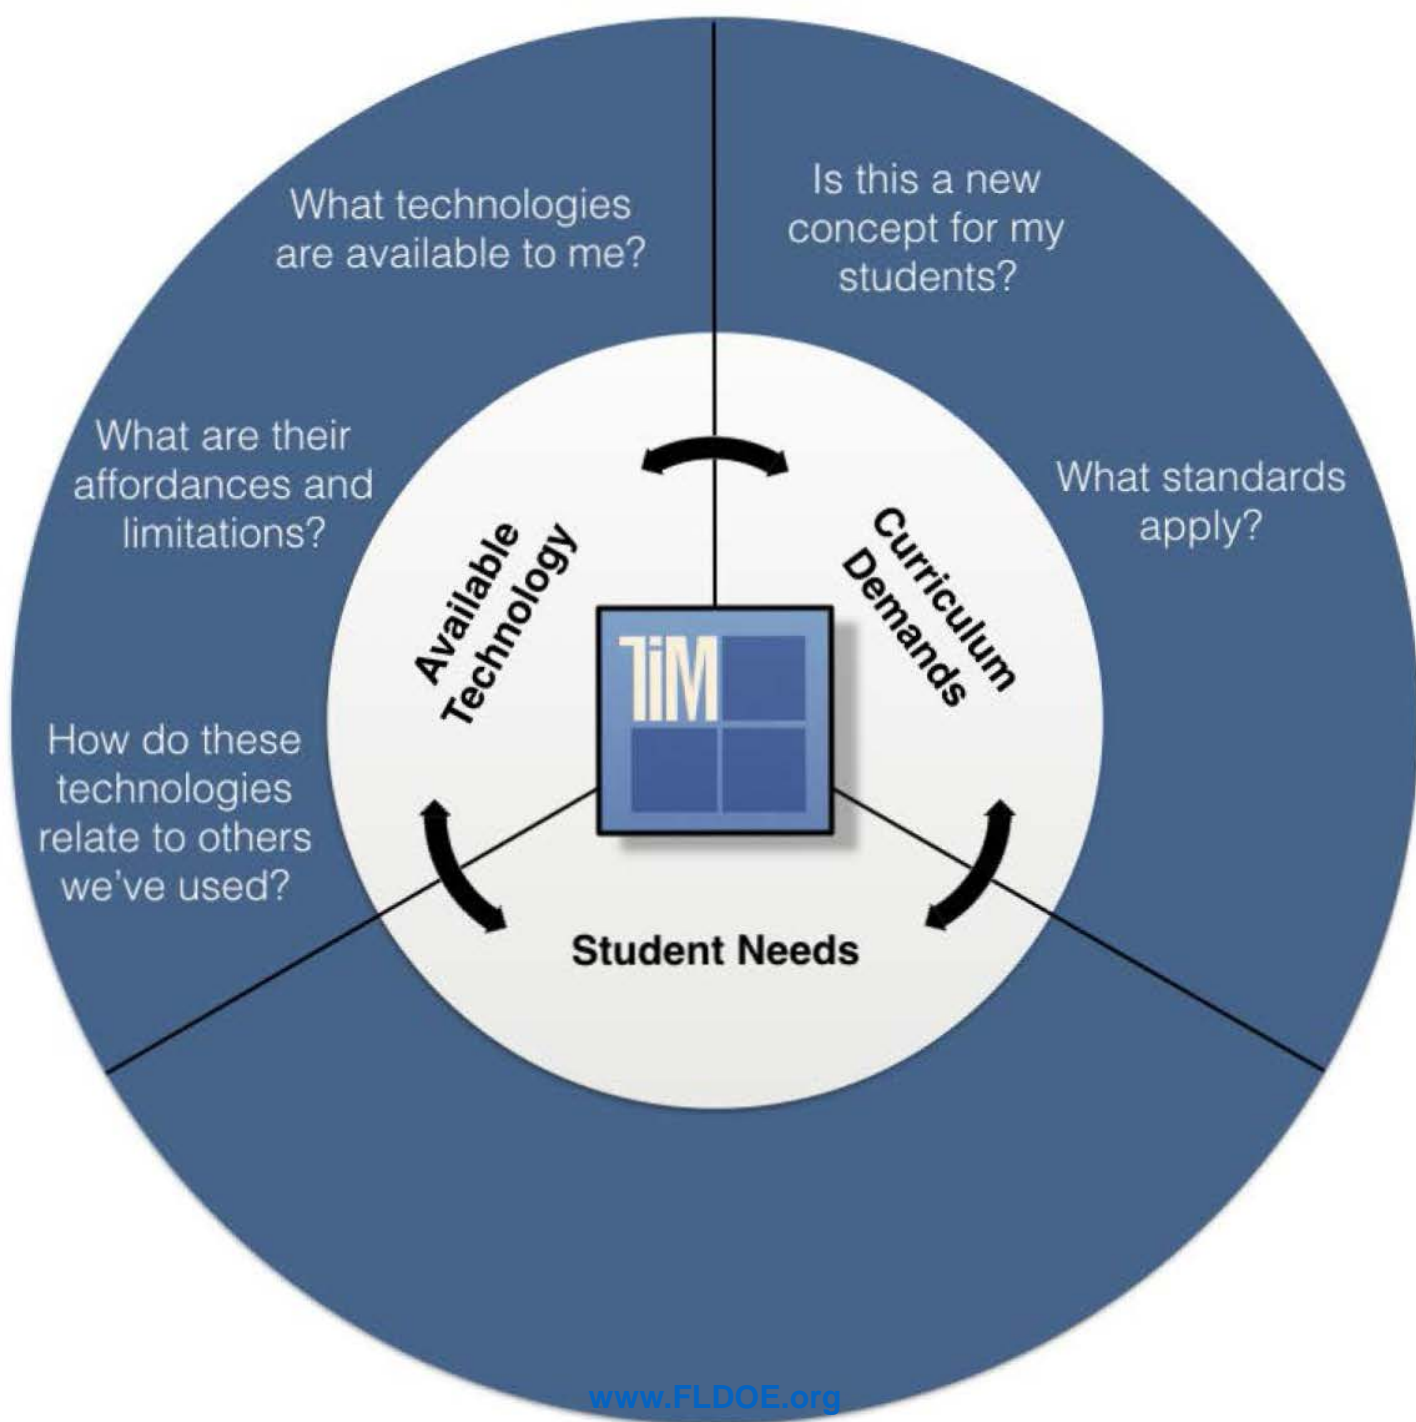 What technologies
are available to me?
Is this a new
concept for my
students?
What are their
affordances and
limitations?
What standards
apply?
How do these
technologies
relate to others
we've used?
Available
Technology
Curriculum
Demands
TiM
Student Needs
www.FLDOE.org